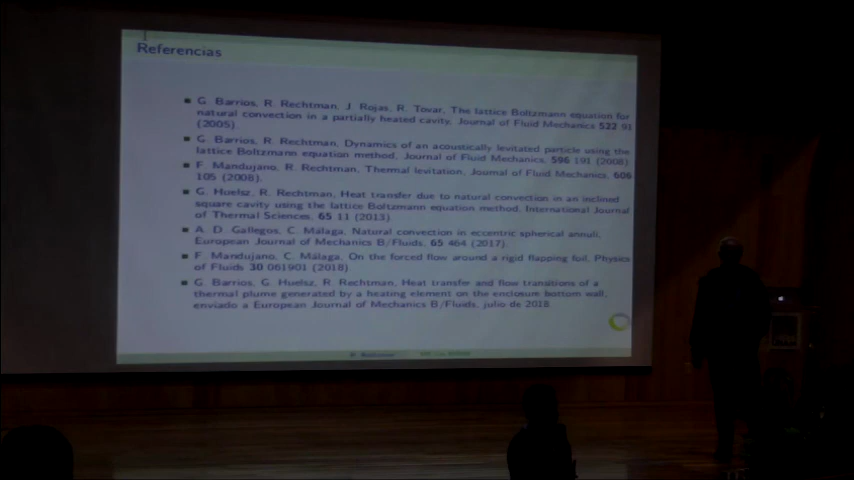 Referencias
G. Barrios, R. Rechtman, J. Rojas, R. Tovar, The lattice Boltzmann equation for
natural convection in a partially heated cavity, Journal of Fluid Mechanics 522 91
(2005).
G. Barrios, R. Rechtman, Dynamics of an acoustically levitated particle using the
lattice Boltzmann equation method, Journal of Fluid Mechanics, 596 191 (2008)
F. Mandujano, R. Rechtman, Thermal levitation, Journal of Fluid Mechanics, 606
105 (2008).
G. Huelsz, R. Rechtman, Heat transfer due to natural convection in an inclined
square cavity using the lattice Boltzmann equation method, International Journal
of Thermal Sciences, 65 11 (2013)
A. D. Gallegos, C. Málaga, Natural convection in eccentric spherical annuli,
European Journal of Mechanics B/Fluids, 65 464 (2017).
F. Mandujano, C. Málaga, On the forced flow around a rigid flapping foil, Physics
of Fluids 30 061901 (2018)
G. Barrios, G. Huelsz, R. Rechtman, Heat transfer and flow transitions of a
thermal plume generated by a heating element on the enclosure bottom wall,
enviado a European Journal of Mechanics B/Fluids, julio de 2018.